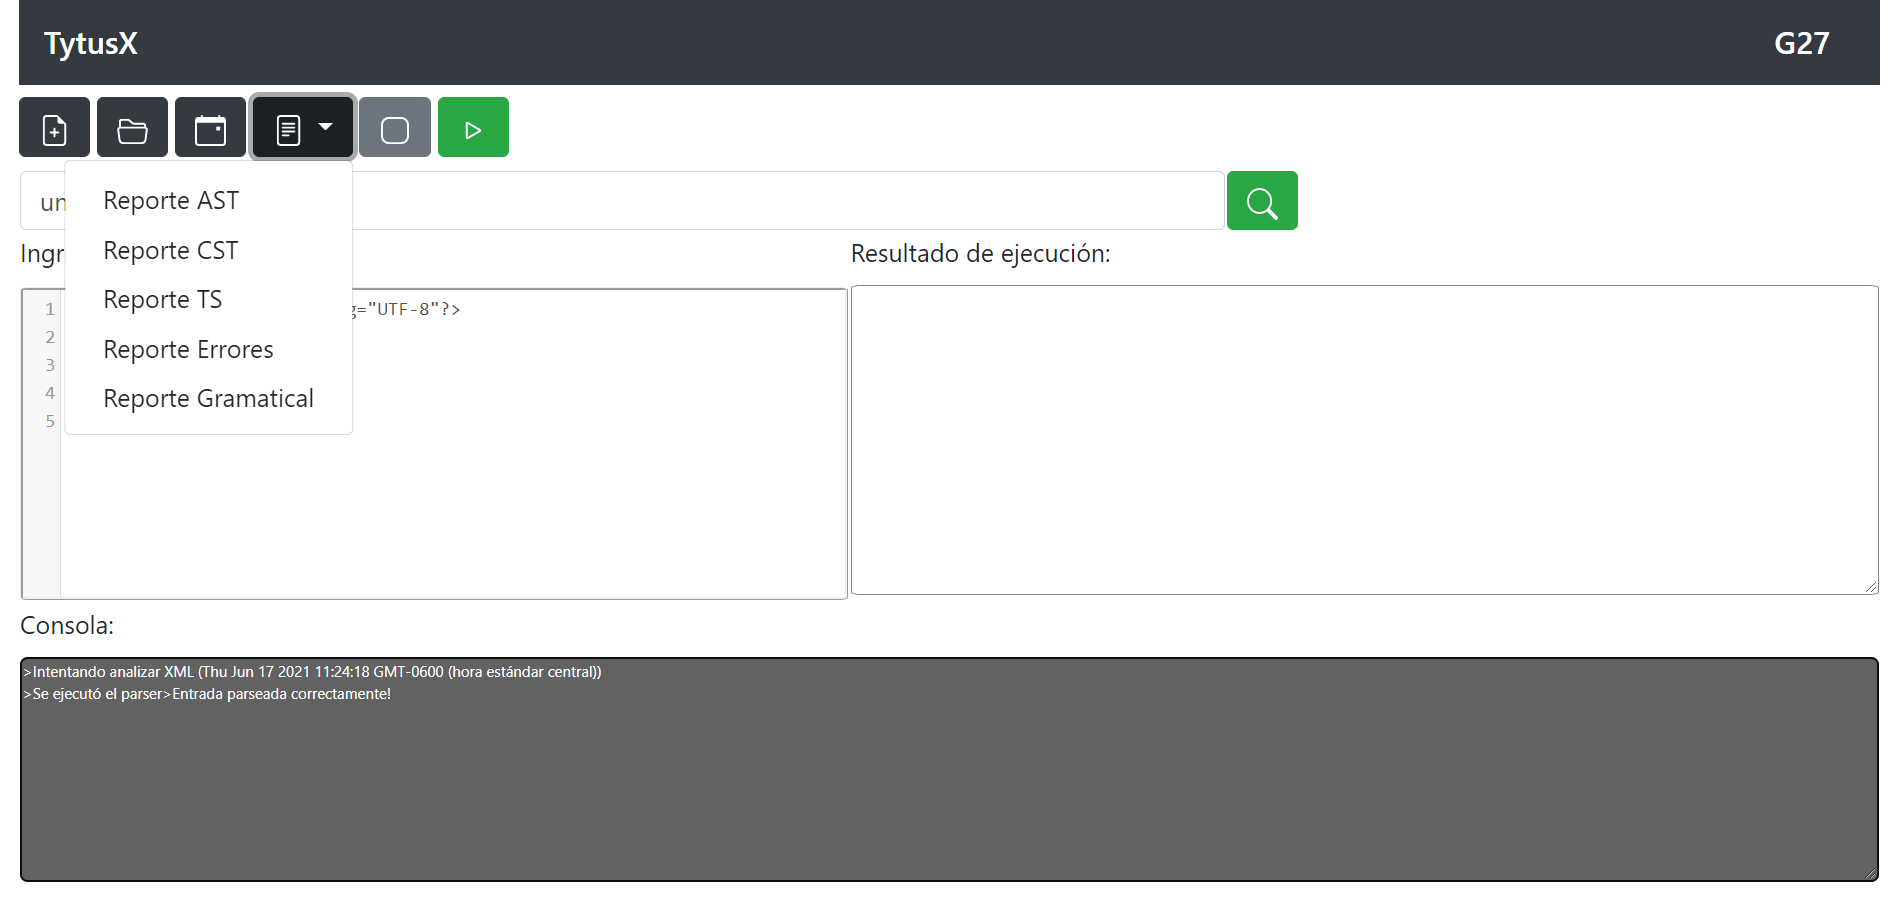 TytusX
G27
Reporte AST
Reporte CST
Reporte TS
Reporte Errores
Reporte Gramatical
Resultado de ejecución:
1
="UTF-8"?>
2
3
4
5
Consola:
>Intentando analizar XML (Thu Jun 17 2021 11:24:18 GMT-0600 (hora estándar central))
>Se ejecutó el parser>Entrada parseada correctamente!